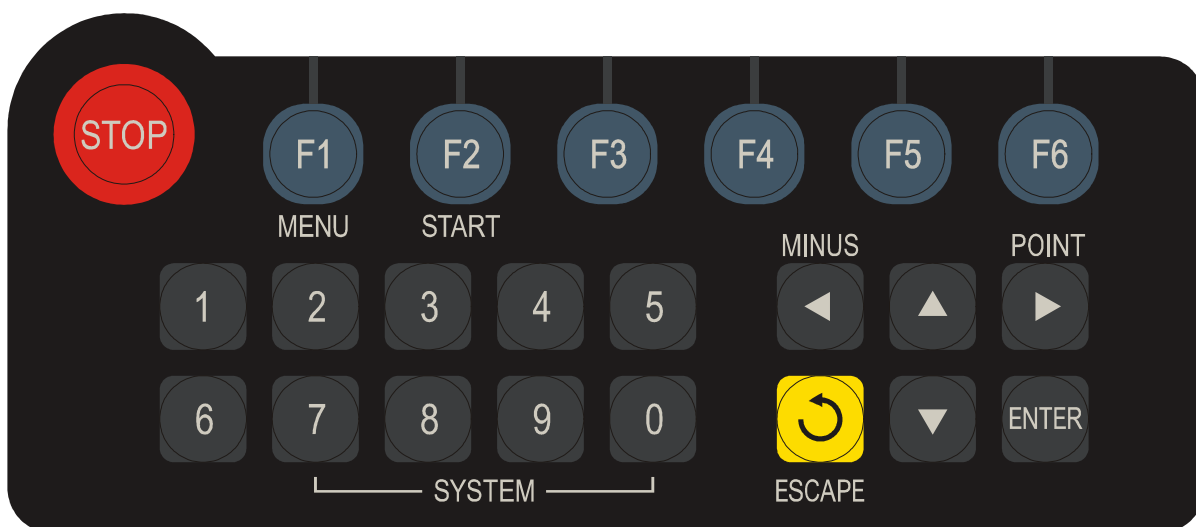 STOP F1 F2 F3 F4 F5 F6
MENU START
MINUS POINT
1 2 3 4 5
6 7 8 9 0 ENTER
SYSTEM ESCAPE